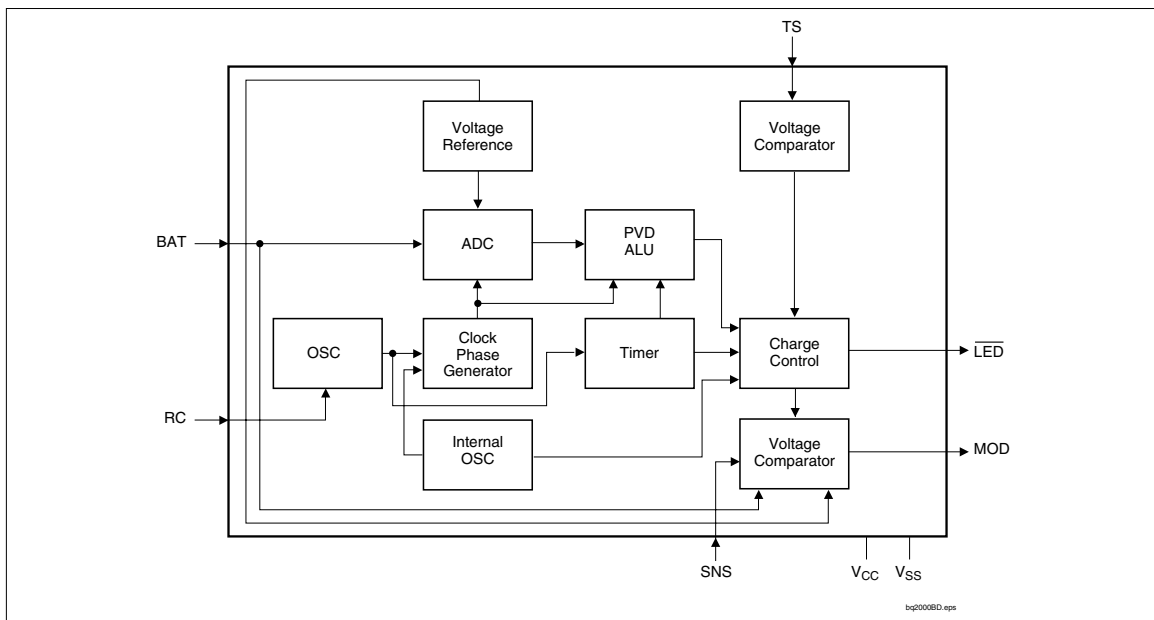 TS
Voltage
Reference
Voltage
Comparator
BAT
ADC
PVD
ALU
OSC
Clock
Phase
Generator
Timer
Charge
Control
LED
RC
Internal
OSC
Voltage
Comparator
MOD
SNS
VCC
VSS
bq2000BD.eps